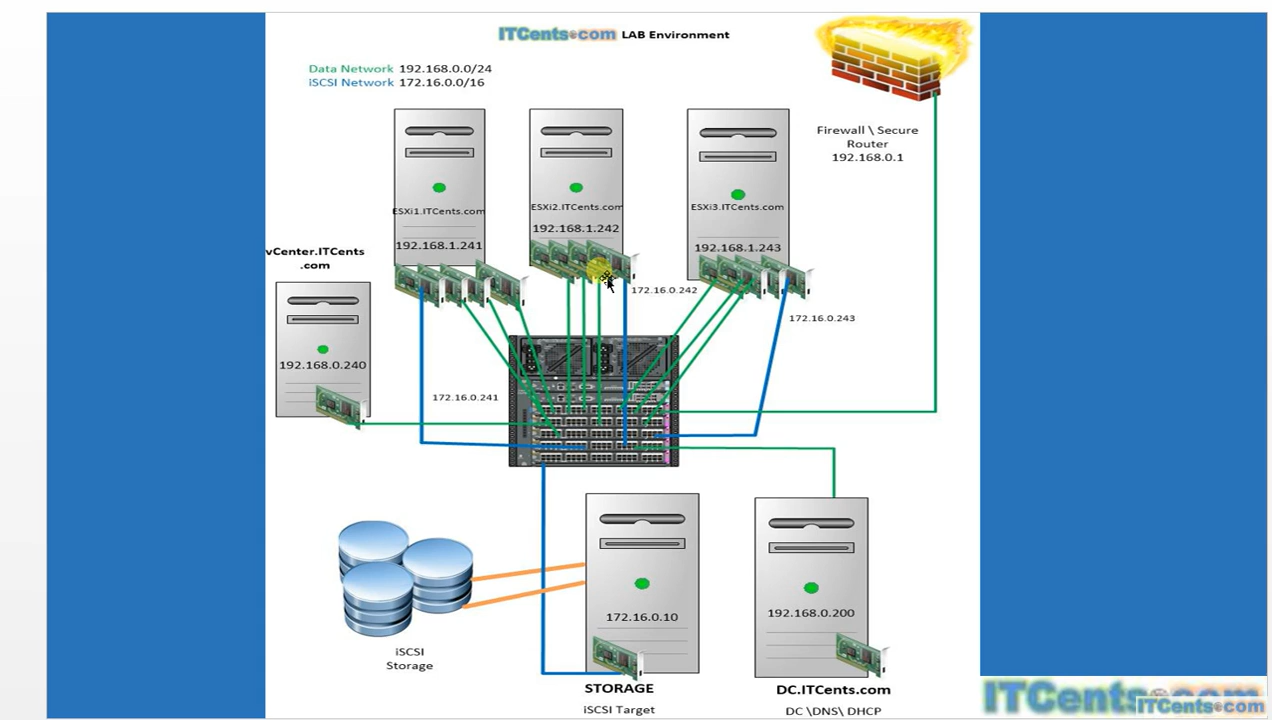 ITCents.com LAB Environment
Data Network 192.168.0.0/24
iSCSI Network 172.16.0.0/16
Firewall \ Secure
Router
192.168.0.1
ESXi1.ITCents.com
192.168.1.241
ESXi2.ITCents.com
192.168.1.242
ESXi3.ITCents.com
192.168.1.243
vCenter.ITCents
.com
192.168.0.240
172.16.0.242
172.16.0.243
172.16.0.241
172.16.0.10
192.168.0.200
iSCSI
Storage
STORAGE
iSCSI Target
DC.ITCents.com
DC \DNS\ DHCP
ITCents.com
ITCents.com